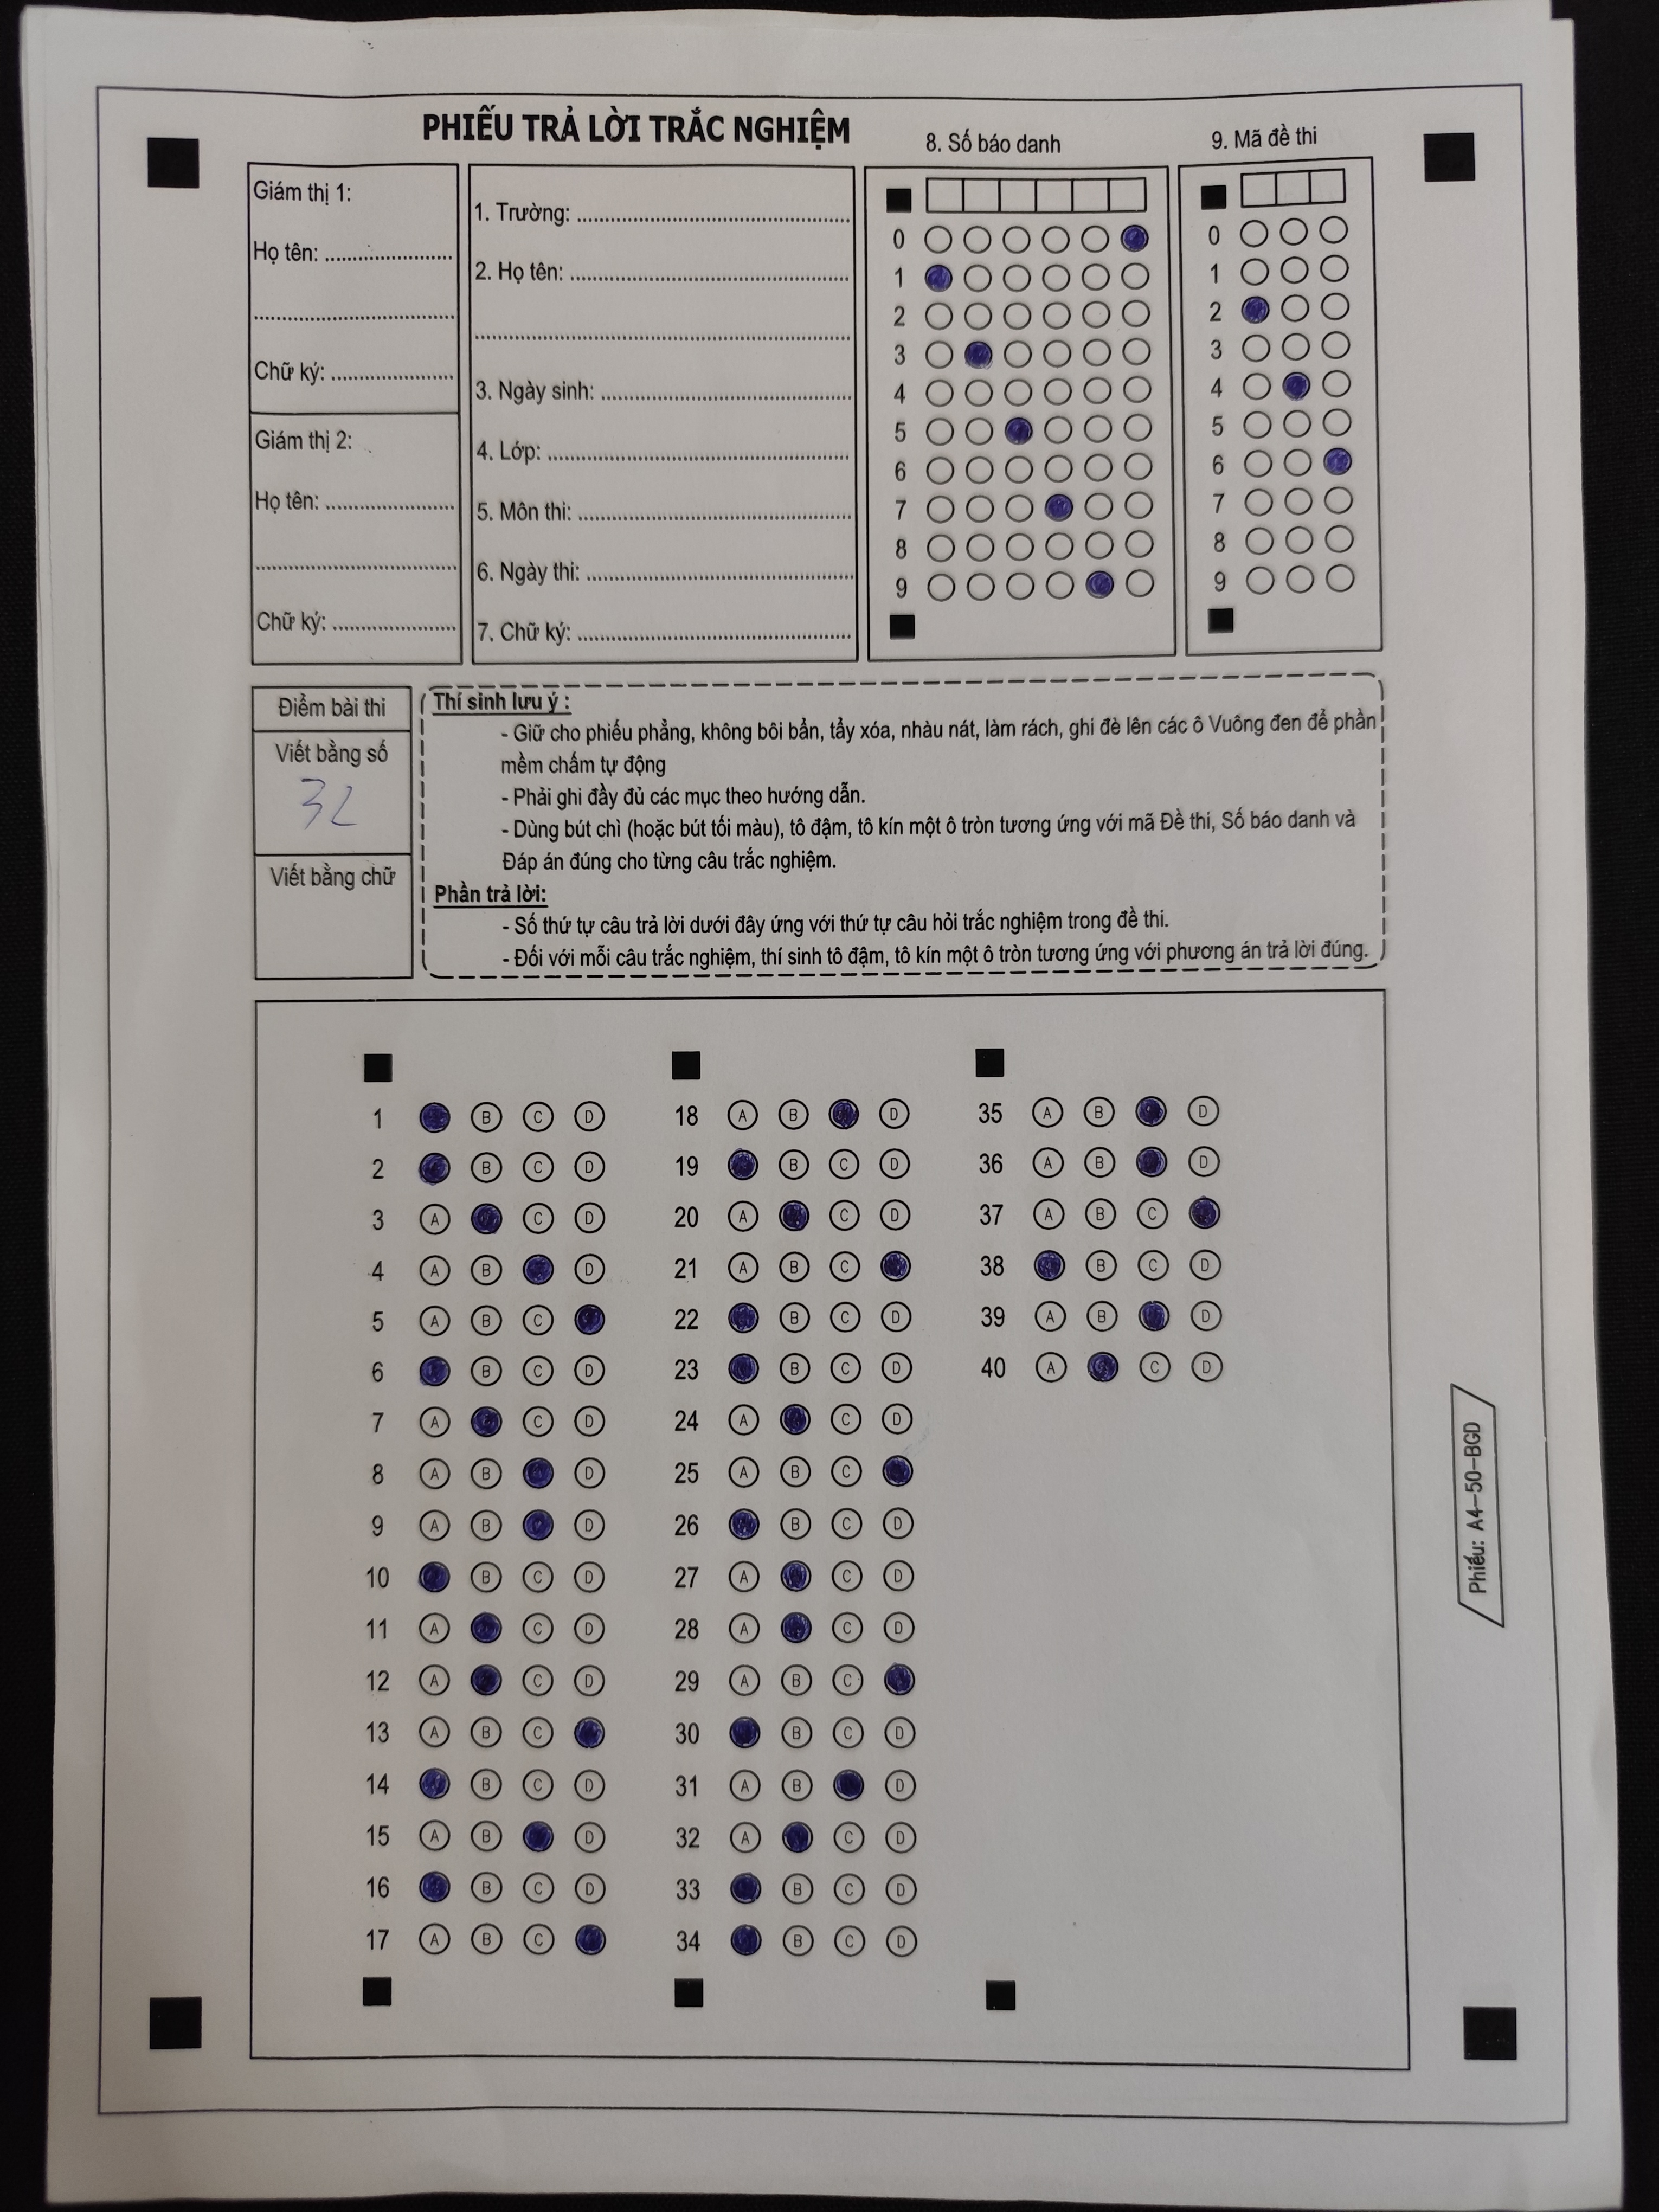 PHIẾU TRẢ LỜI TRẮC NGHIỆM
8. Số báo danh
9. Mã đề thi
Giám thị 1:
Họ tên: ......................
....................................
Chữ ký: .....................
Giám thị 2:
Họ tên: ......................
....................................
Chữ ký: .....................
1. Trường: ................................................
2. Họ tên: .................................................
..................................................................
3. Ngày sinh: ............................................
4. Lớp: .....................................................
5. Môn thi: ................................................
6. Ngày thi: ...............................................
7. Chữ ký: ................................................
0
1
2
3
4
5
6
7
8
9
0
1
2
3
4
5
6
7
8
9
Điểm bài thi
Viết bằng số
32
Viết bằng chữ
Thí sinh lưu ý :
- Giữ cho phiếu phẳng, không bôi bẩn, tẩy xóa, nhàu nát, làm rách, ghi đè lên các ô Vuông đen để phần
mềm chấm tự động
- Phải ghi đầy đủ các mục theo hướng dẫn.
- Dùng bút chì (hoặc bút tối màu), tô đậm, tô kín một ô tròn tương ứng với mã Đề thi, Số báo danh và
Đáp án đúng cho từng câu trắc nghiệm.
Phần trả lời:
- Số thứ tự câu trả lời dưới đây ứng với thứ tự câu hỏi trắc nghiệm trong đề thi.
- Đối với mỗi câu trắc nghiệm, thí sinh tô đậm, tô kín một ô tròn tương ứng với phương án trả lời đúng.
1 B C D
2 B C D
3 A C D
4 A B D
5 A B C
6 B C D
7 A C D
8 A B D
9 A B D
10 B C D
11 A C D
12 A C D
13 A B C
14 B C D
15 A B D
16 B C D
17 A B C
18 A B D
19 B C D
20 A C D
21 A B C
22 B C D
23 B C D
24 A C D
25 A B C
26 B C D
27 A C D
28 A C D
29 A B C
30 B C D
31 A B D
32 A C D
33 B C D
34 B C D
35 A B D
36 A B D
37 A B C
38 B C D
39 A B D
40 A C D
Phiếu: A4-50-BGD